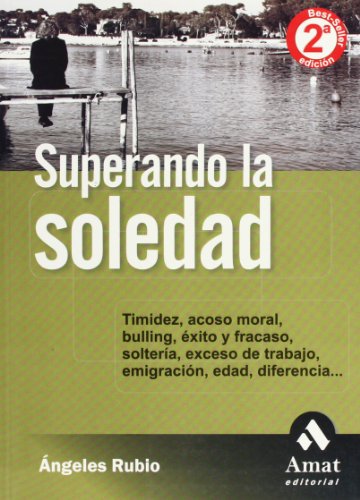 Best-Seller
2ª
edición
Superando la
soledad
Timidez, acoso moral,
bulling, éxito y fracaso,
soltería, exceso de trabajo,
emigración, edad, diferencia...
Ángeles Rubio
Amat
editorial